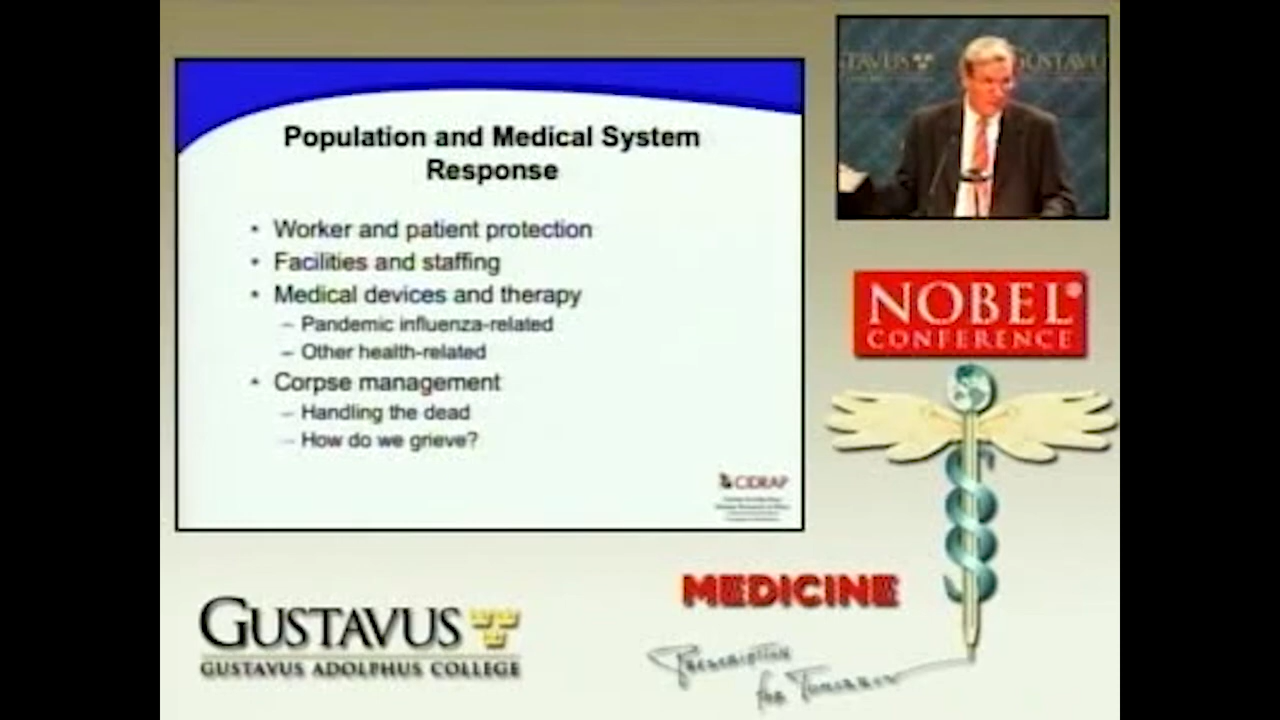 Population and Medical System
Response
• Worker and patient protection
• Facilities and staffing
• Medical devices and therapy
– Pandemic influenza-related
– Other health-related
• Corpse management
– Handling the dead
– How do we grieve?
CIDRAP
TAVUS
GUSTAVU
NOBEL®
CONFERENCE
MEDICINE
Prescription
for Tomorrow
GUSTAVUS
GUSTAVUS ADOLPHUS COLLEGE